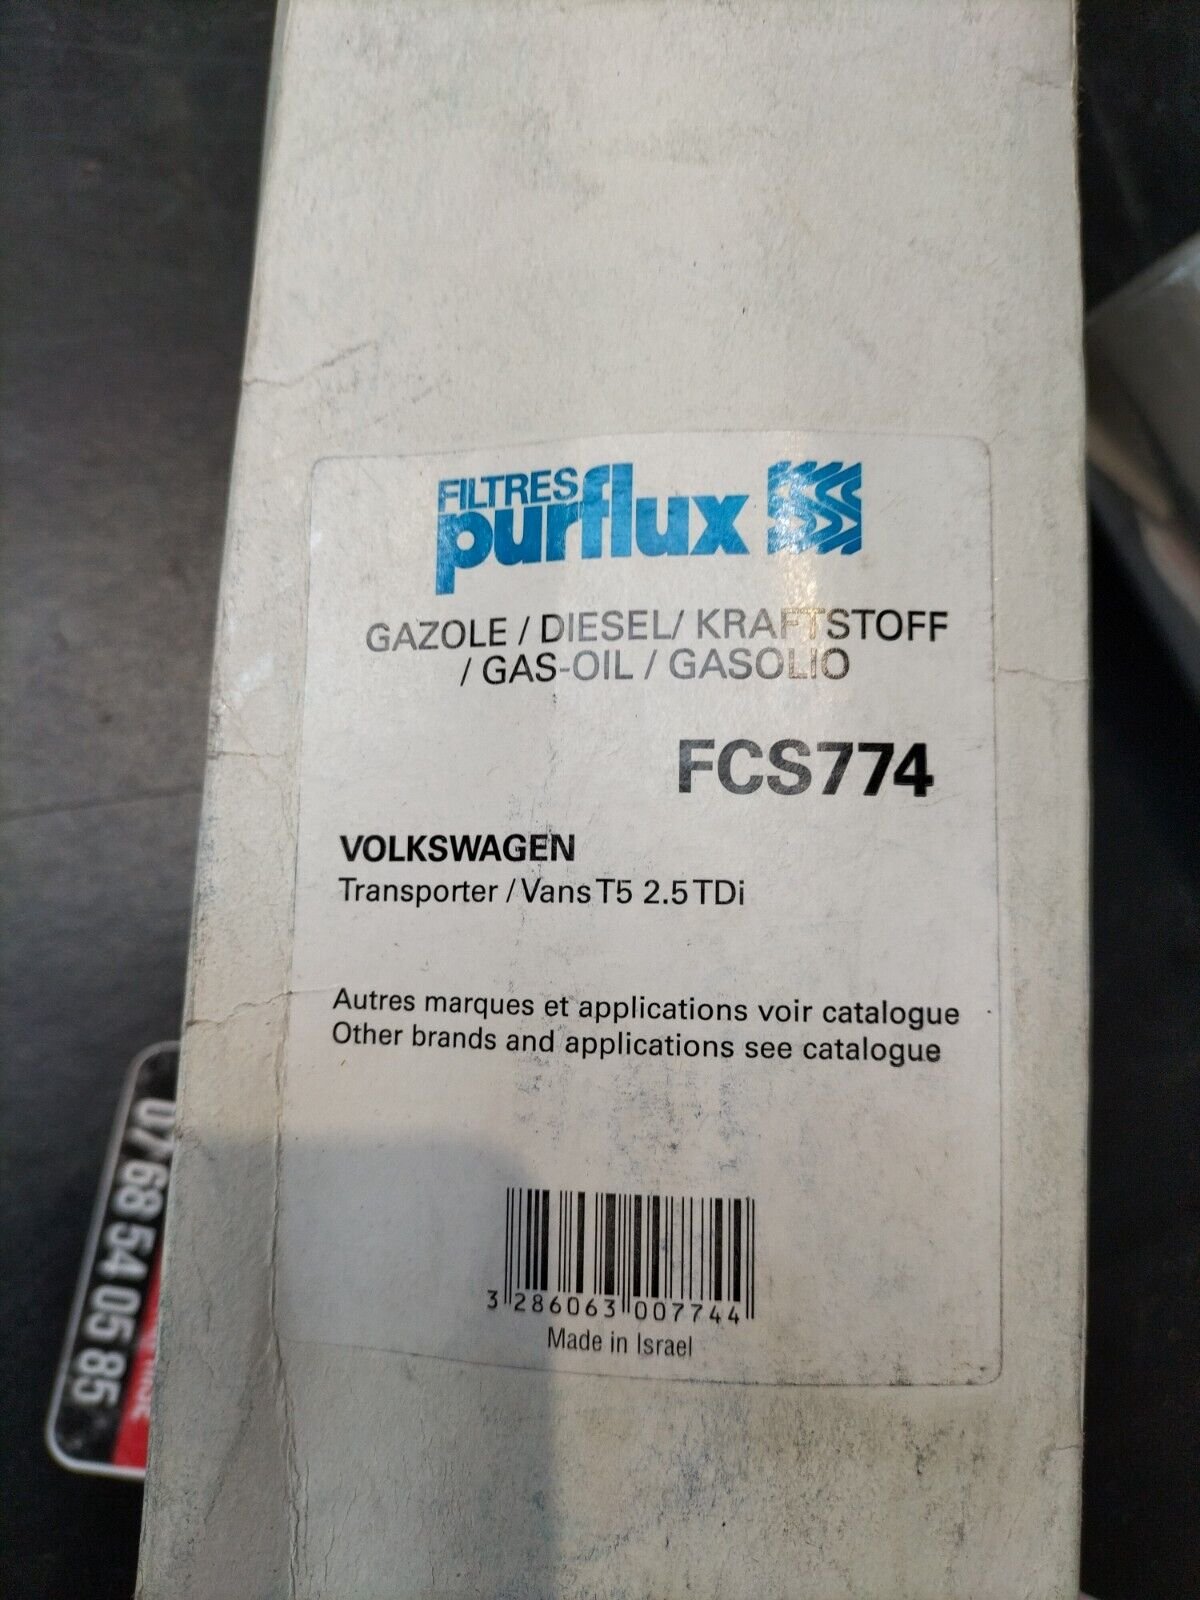 FILTRES
purflux
GAZOLE / DIESEL/ KRAFTSTOFF
/ GAS-OIL / GASOLIO
FCS774
VOLKSWAGEN
Transporter / Vans T5 2.5 TDi
Autres marques et applications voir catalogue
Other brands and applications see catalogue
3 286063 007744
Made in Israel
07 68 54 05 85